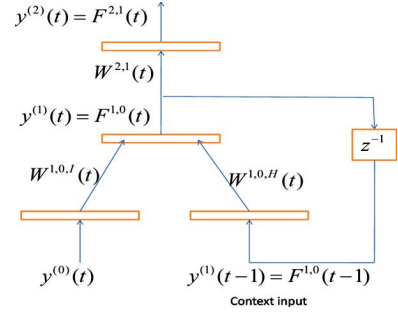 y^{(2)}(t) = F^{2,1}(t)
W^{2,1}(t)
y^{(1)}(t) = F^{1,0}(t)
z^{-1}
W^{1,0,I}(t)
W^{1,0,H}(t)
y^{(0)}(t)
y^{(1)}(t-1) = F^{1,0}(t-1)
Context input